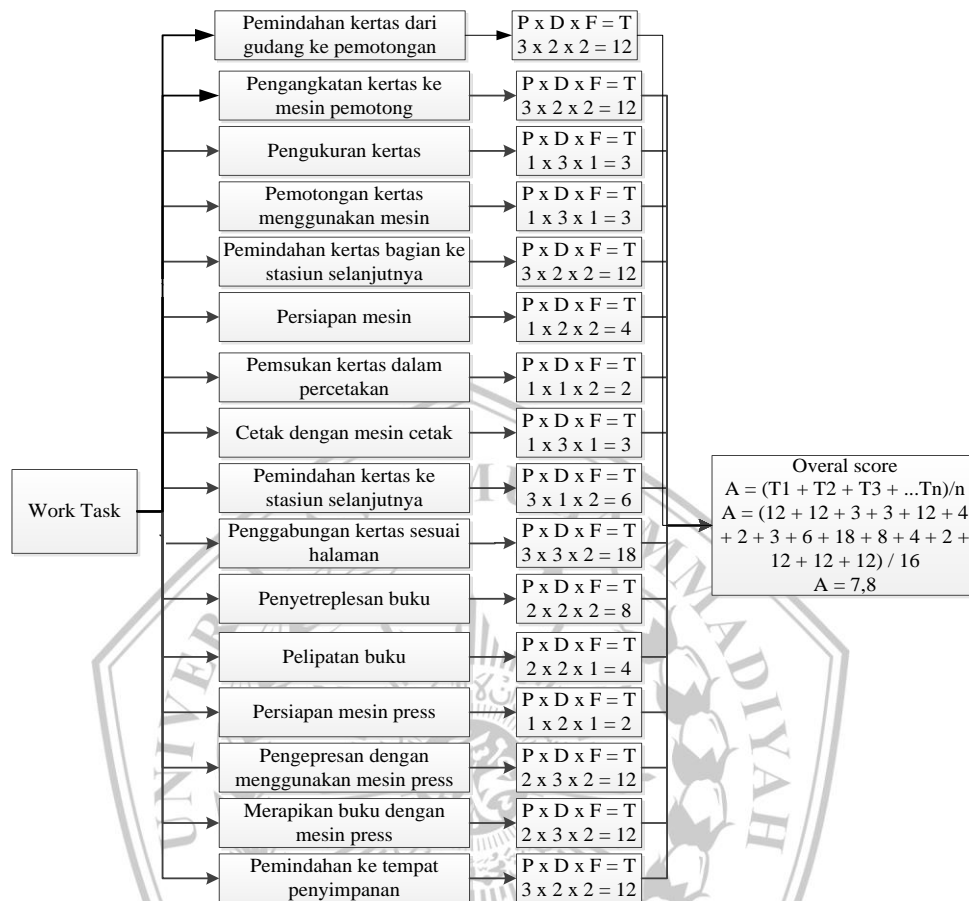 Pemindahan kertas dari
gudang ke pemotongan
P x D x F = T
3 x 2 x 2 = 12
Pengangkatan kertas ke
mesin pemotong
P x D x F = T
3 x 2 x 2 = 12
Pengukuran kertas
P x D x F = T
1 x 3 x 1 = 3
Pemotongan kertas
menggunakan mesin
P x D x F = T
1 x 3 x 1 = 3
Pemindahan kertas bagian ke
stasiun selanjutnya
P x D x F = T
3 x 2 x 2 = 12
Persiapan mesin
P x D x F = T
1 x 2 x 2 = 4
Pemsukan kertas dalam
percetakan
P x D x F = T
1 x 1 x 2 = 2
Cetak dengan mesin cetak
P x D x F = T
1 x 3 x 1 = 3
Work Task
Pemindahan kertas ke
stasiun selanjutnya
P x D x F = T
3 x 1 x 2 = 6
Penggabungan kertas sesuai
halaman
P x D x F = T
3 x 3 x 2 = 18
Penyetreplesan buku
P x D x F = T
2 x 2 x 2 = 8
Pelipatan buku
P x D x F = T
2 x 2 x 1 = 4
Persiapan mesin press
P x D x F = T
1 x 2 x 1 = 2
Pengepresan dengan
menggunakan mesin press
P x D x F = T
2 x 3 x 2 = 12
Merapikan buku dengan
mesin press
P x D x F = T
2 x 3 x 2 = 12
Pemindahan ke tempat
penyimpanan
P x D x F = T
3 x 2 x 2 = 12
Overal score
A = (T1 + T2 + T3 + ...Tn)/n
A = (12 + 12 + 3 + 3 + 12 + 4
+ 2 + 3 + 6 + 18 + 8 + 4 + 2 +
12 + 12 + 12) / 16
A = 7,8